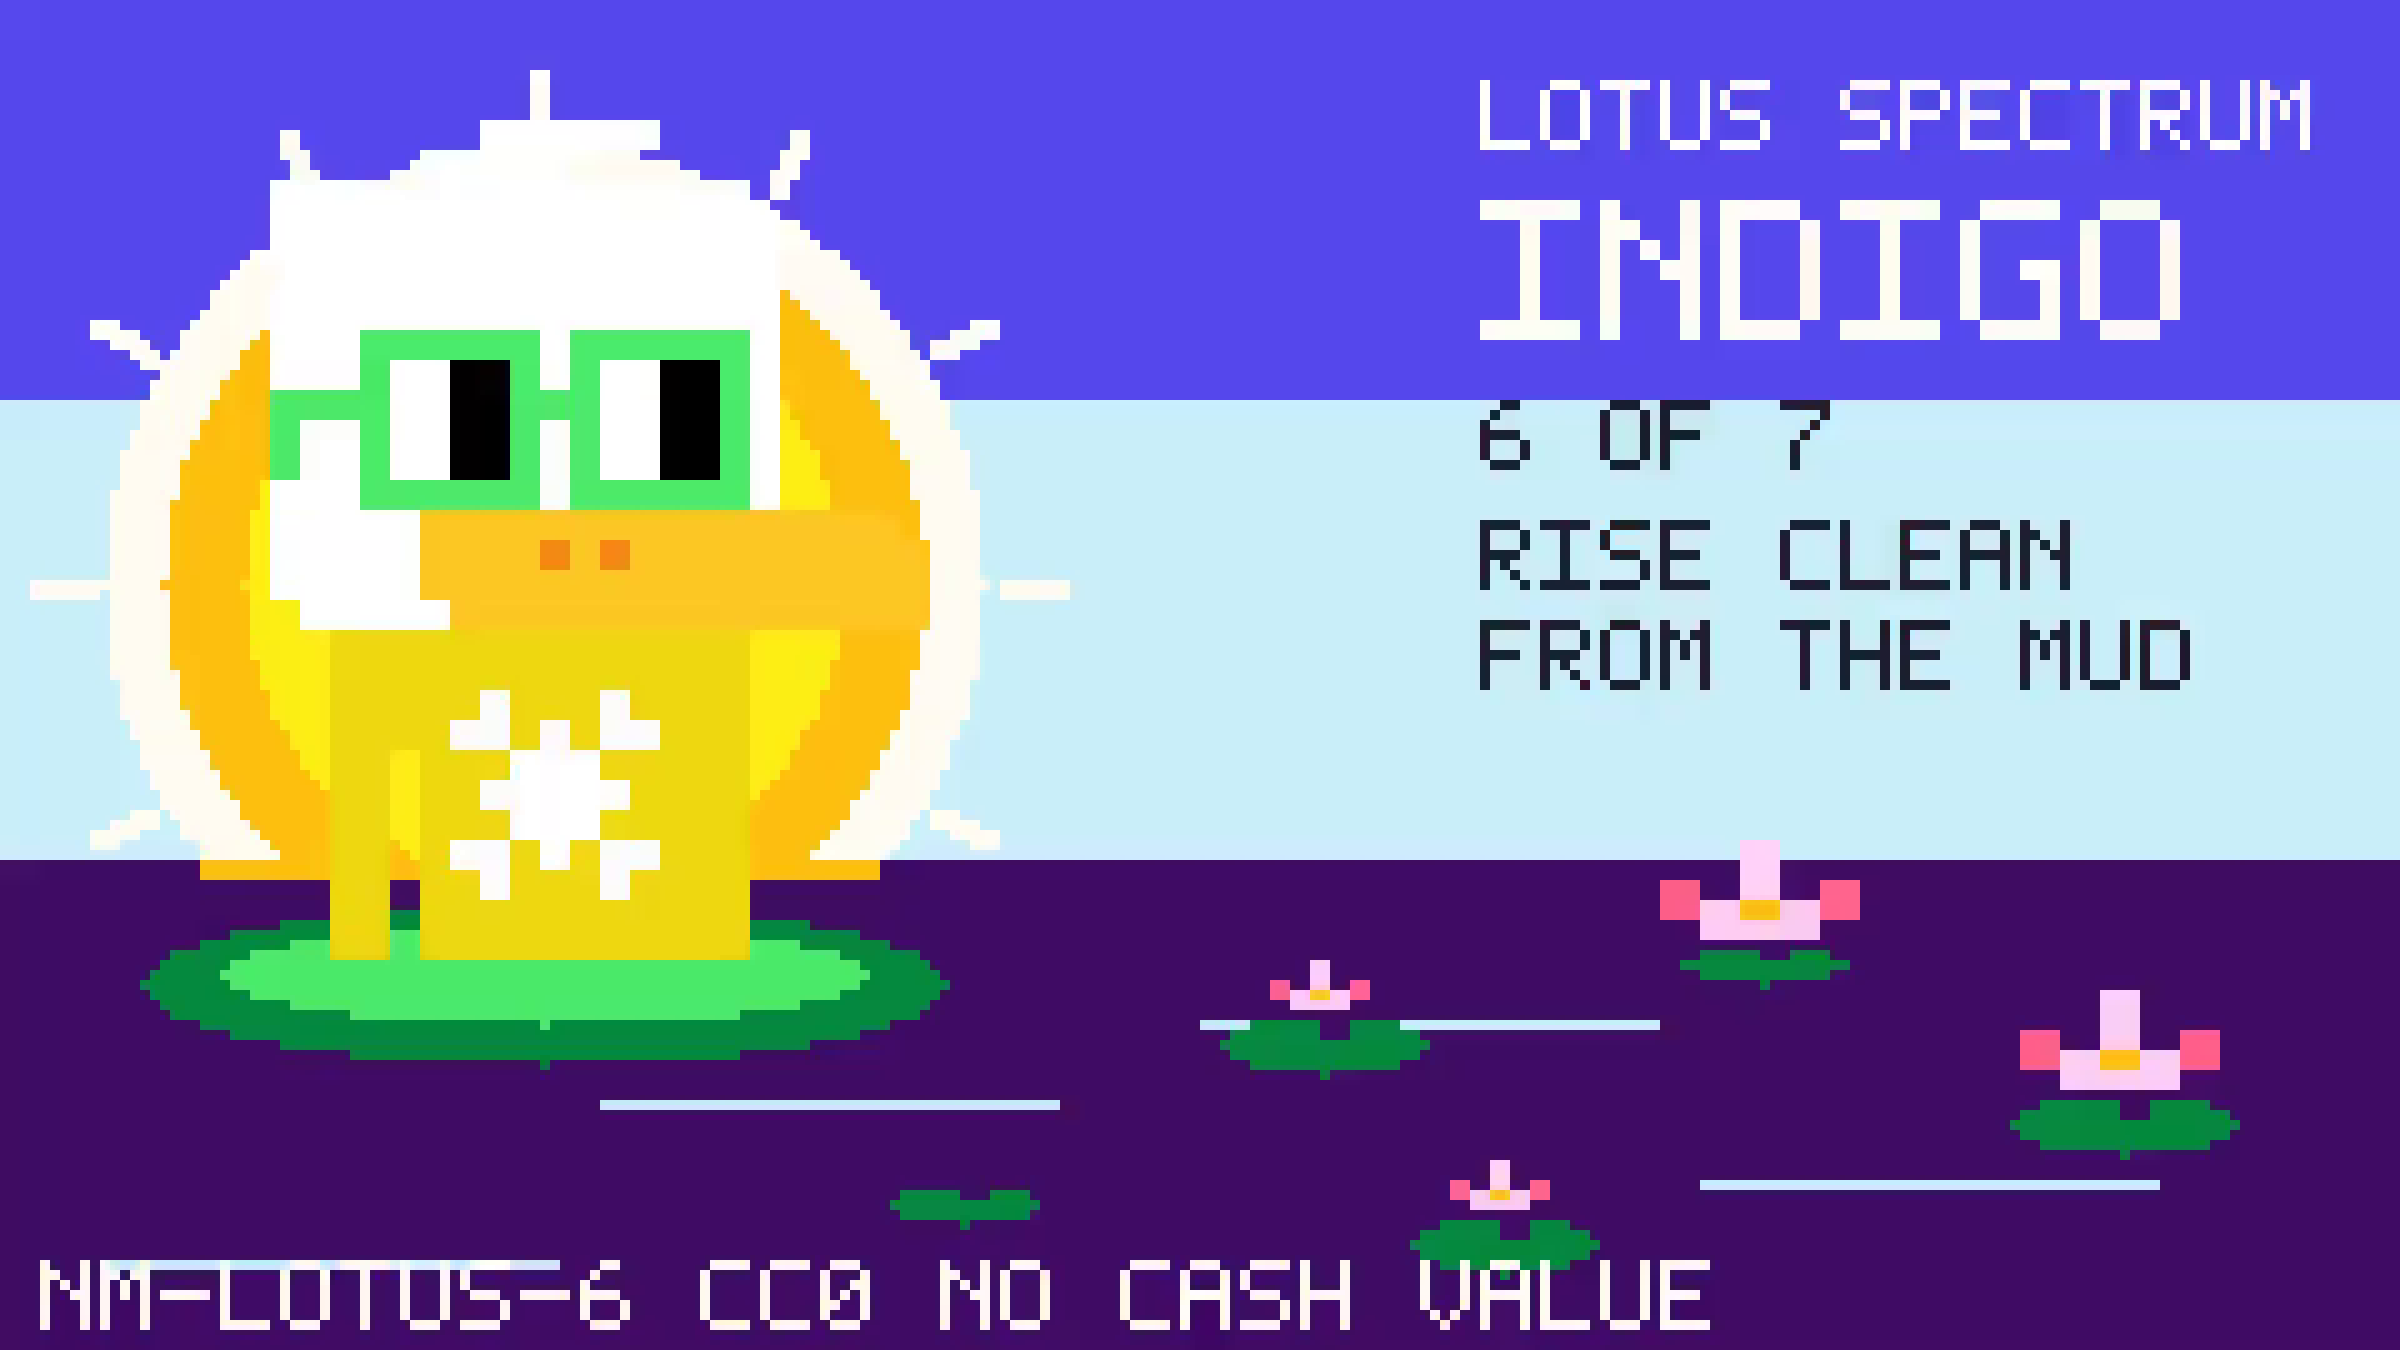 LOTUS SPECTRUM
INDIGO
6 OF 7
RISE CLEAN
FROM THE MUD
NM-LOTUS-6 CC0 NO CASH VALUE